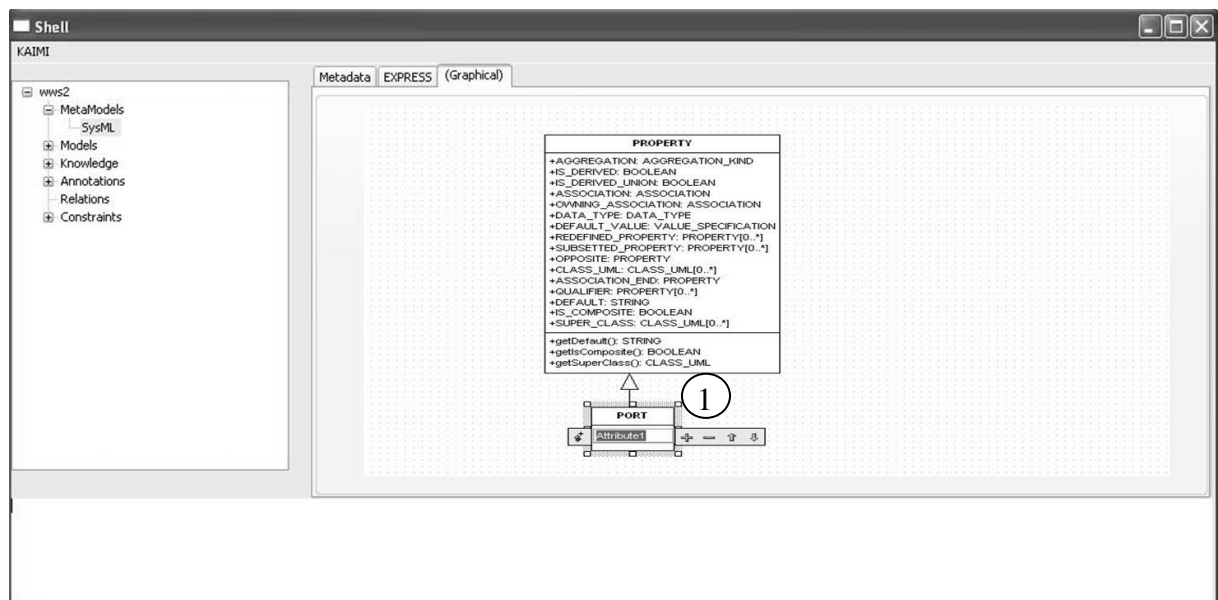 Shell
KAIMI
wws2
MetaModels
SysML
Models
Knowledge
Annotations
Relations
Constraints
Metadata EXPRESS (Graphical)
PROPERTY
+AGGREGATION: AGGREGATION_KIND
+IS_DERIVED: BOOLEAN
+IS_DERIVED_UNION: BOOLEAN
+ASSOCIATION: ASSOCIATION
+OWNING_ASSOCIATION: ASSOCIATION
+DATA_TYPE: DATA_TYPE
+DEFAULT_VALUE: VALUE_SPECIFICATION
+REDEFINED_PROPERTY: PROPERTY[0..*]
+SUBSETTED_PROPERTY: PROPERTY[0..*]
+OPPOSITE: PROPERTY
+CLASS_UML: CLASS_UML[0..*]
+ASSOCIATION_END: PROPERTY
+QUALIFIER: PROPERTY[0..*]
+DEFAULT: STRING
+IS_COMPOSITE: BOOLEAN
+SUPER_CLASS: CLASS_UML[0..*]
+getDefault(): STRING
+getIsComposite(): BOOLEAN
+getSuperClass(): CLASS_UML
1
PORT
Attribute1